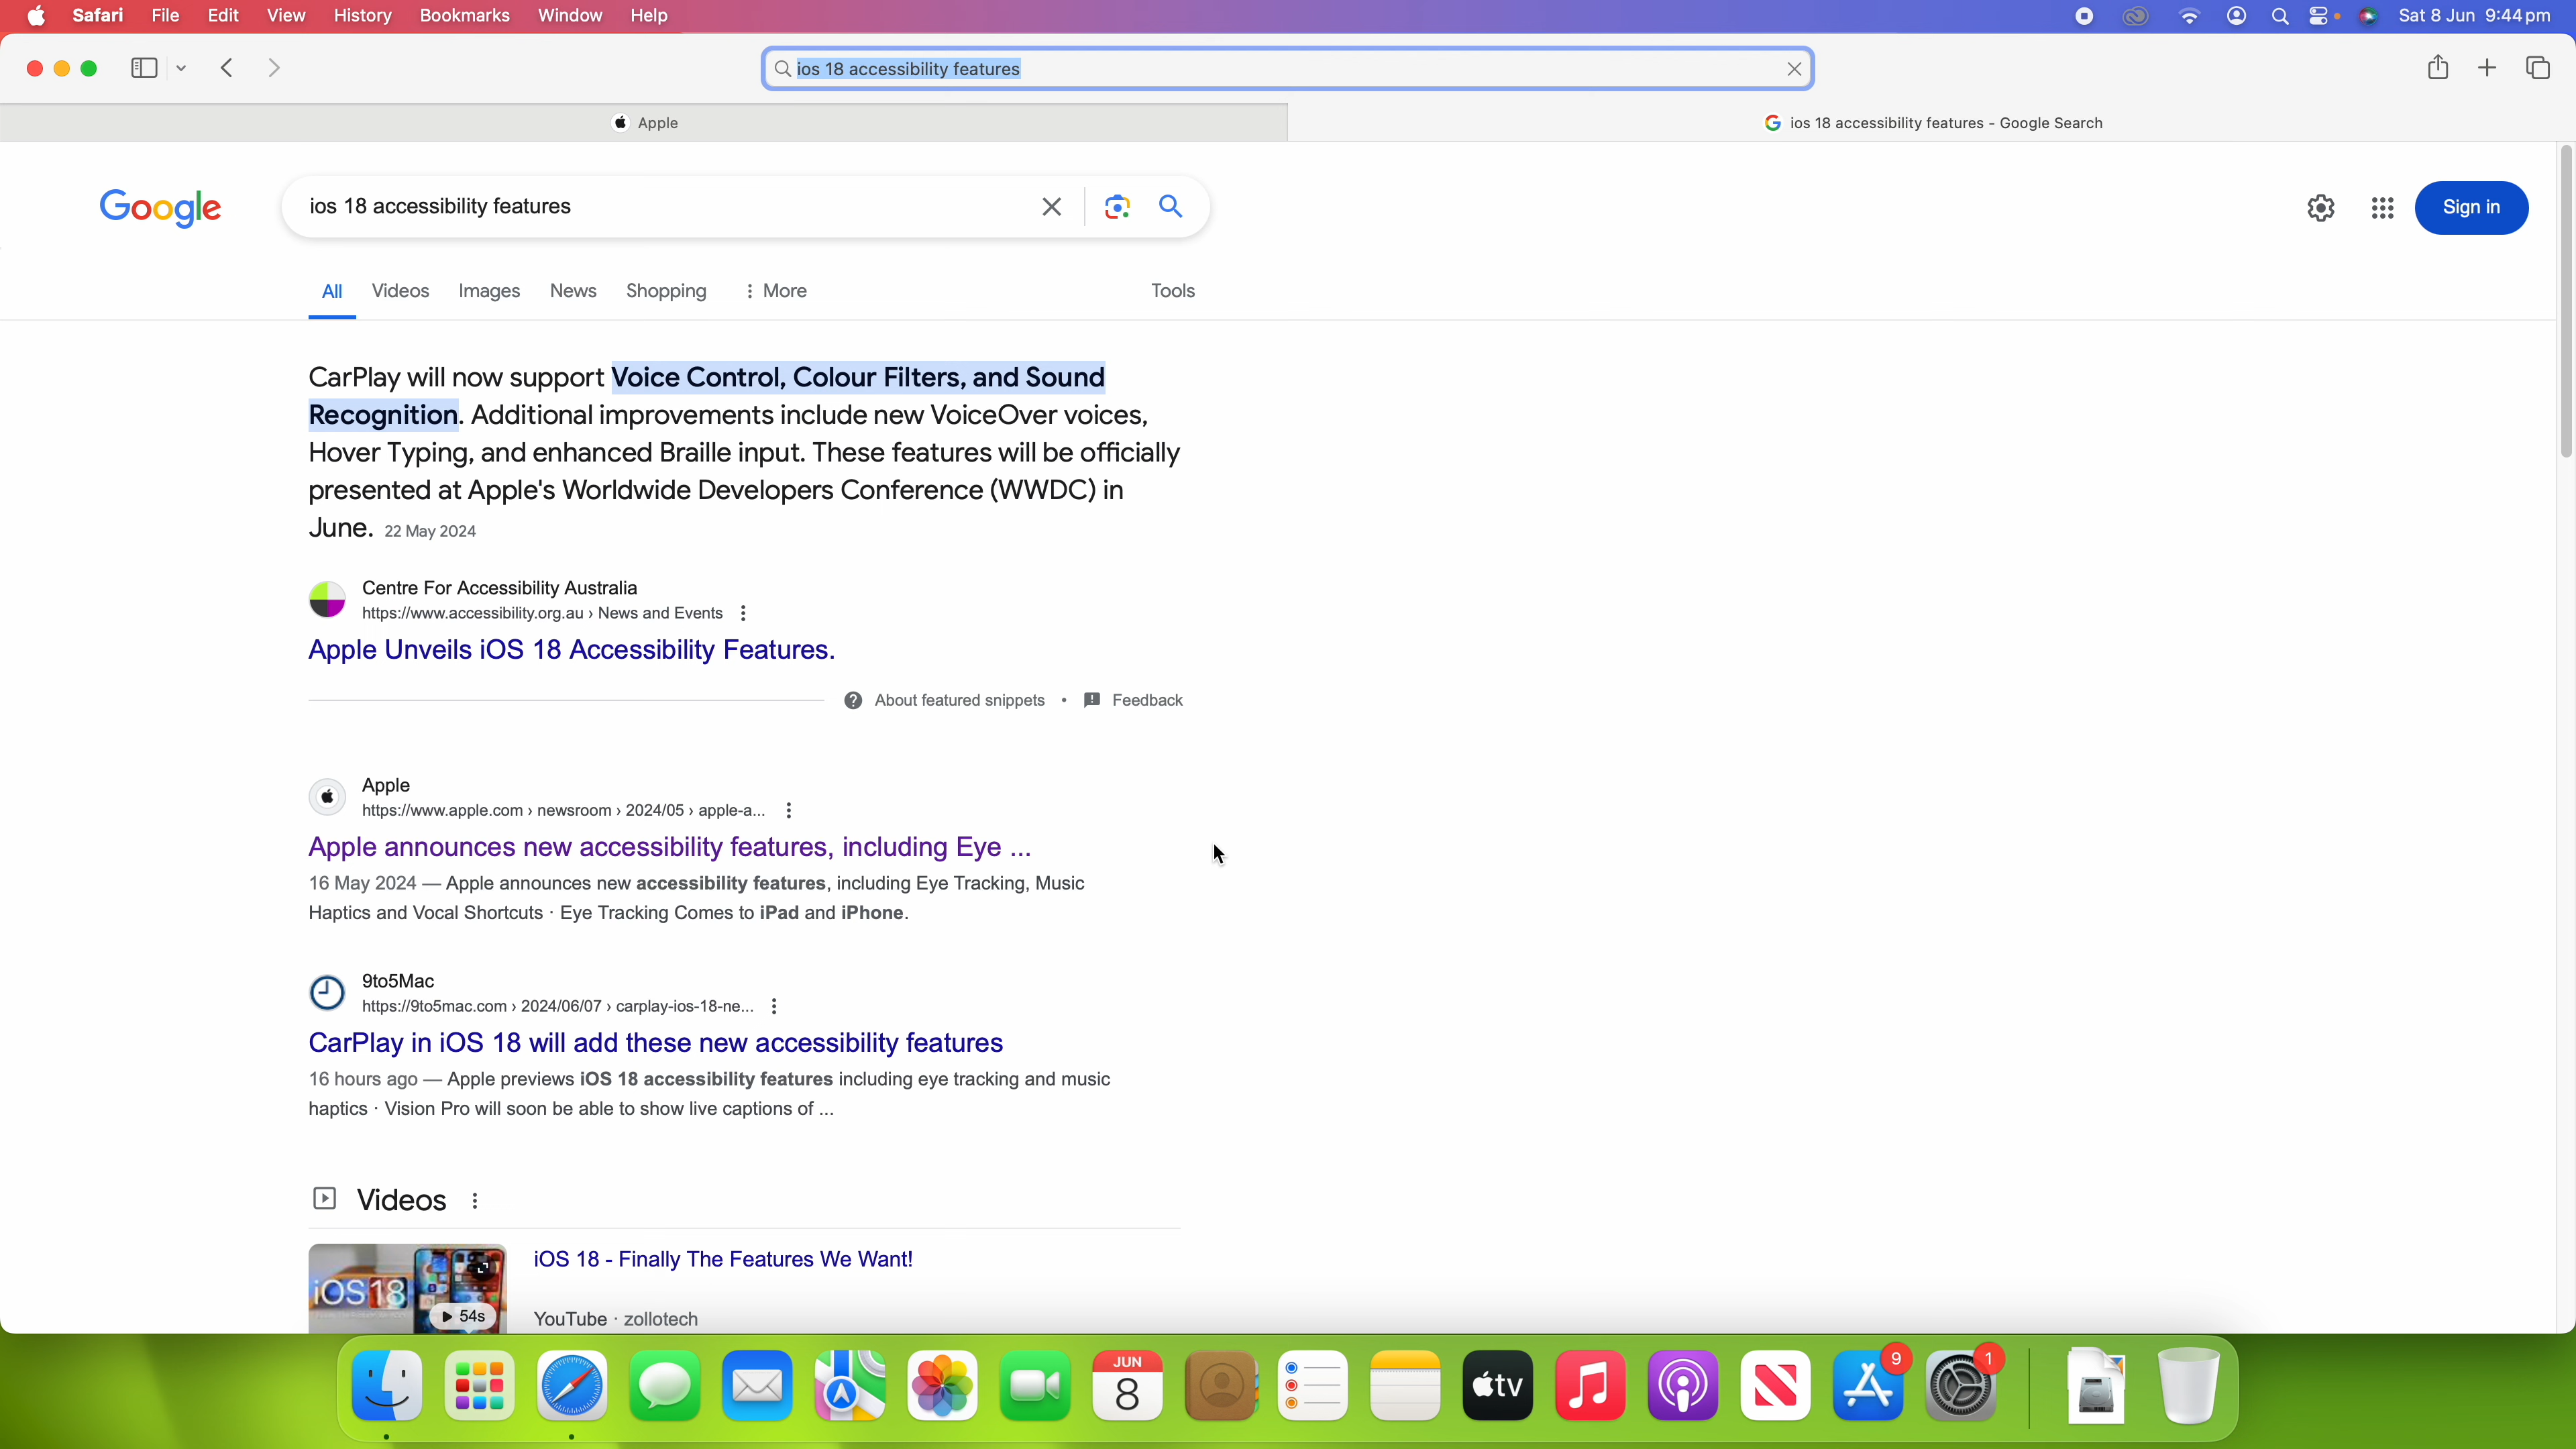 Safari File Edit View History Bookmarks Window Help Sat 8 Jun 9:44 pm
ios 18 accessibility features
Apple
ios 18 accessibility features - Google Search
Google
ios 18 accessibility features
Sign in
All Videos Images News Shopping More Tools
CarPlay will now support Voice Control, Colour Filters, and Sound
Recognition. Additional improvements include new VoiceOver voices,
Hover Typing, and enhanced Braille input. These features will be officially
presented at Apple's Worldwide Developers Conference (WWDC) in
June. 22 May 2024
Centre For Accessibility Australia
https://www.accessibility.org.au › News and Events
Apple Unveils iOS 18 Accessibility Features.
About featured snippets • Feedback
Apple
https://www.apple.com › newsroom › 2024/05 › apple-a...
Apple announces new accessibility features, including Eye ...
16 May 2024 — Apple announces new accessibility features, including Eye Tracking, Music
Haptics and Vocal Shortcuts · Eye Tracking Comes to iPad and iPhone.
9to5Mac
https://9to5mac.com › 2024/06/07 › carplay-ios-18-ne...
CarPlay in iOS 18 will add these new accessibility features
16 hours ago — Apple previews iOS 18 accessibility features including eye tracking and music
haptics · Vision Pro will soon be able to show live captions of ...
Videos
iOS18
54s
iOS 18 - Finally The Features We Want!
YouTube · zollotech
JUN
8
tv
9
1